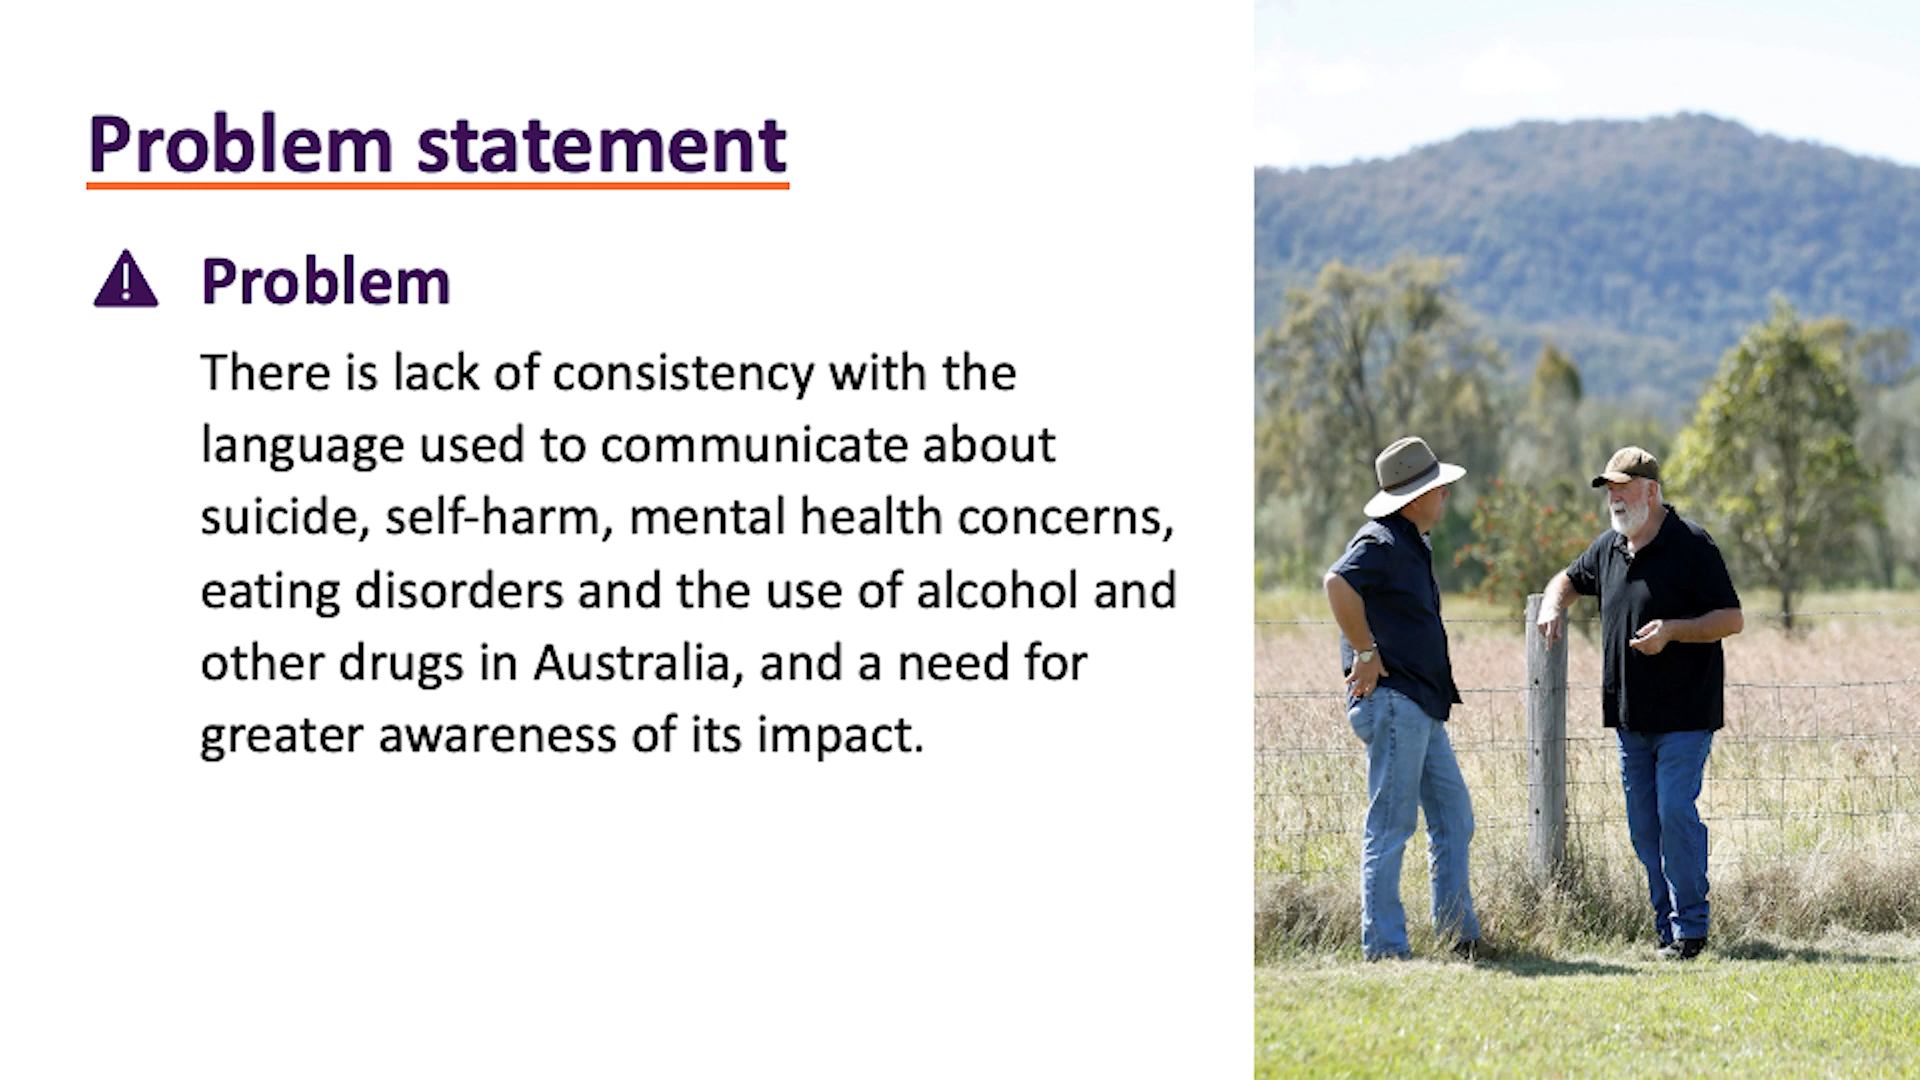 Problem statement
Problem
There is lack of consistency with the
language used to communicate about
suicide, self-harm, mental health concerns,
eating disorders and the use of alcohol and
other drugs in Australia, and a need for
greater awareness of its impact.